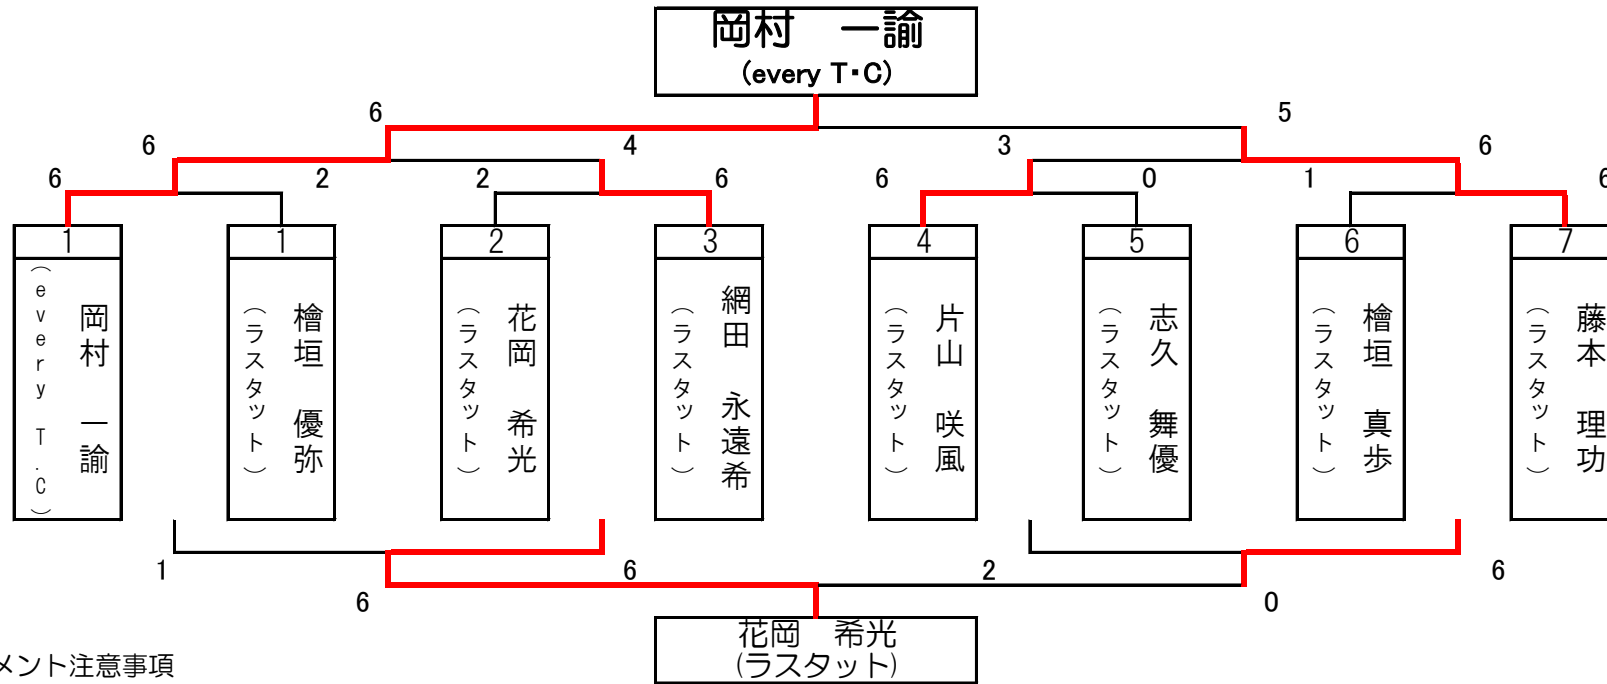 岡村　一諭
(every T・C)
6
5
6
4
3
6
6
2
2
6
6
0
1
6
1
1
2
3
4
5
6
7
岡村　一諭
(every T.C)
檜垣　優弥
(ラスタット)
花岡　希光
(ラスタット)
網田　永遠希
(ラスタット)
片山　咲風
(ラスタット)
志久　舞優
(ラスタット)
檜垣　真歩
(ラスタット)
藤本　理功
(ラスタット)
1
6
2
6
6
0
花岡　希光
(ラスタット)
メント注意事項